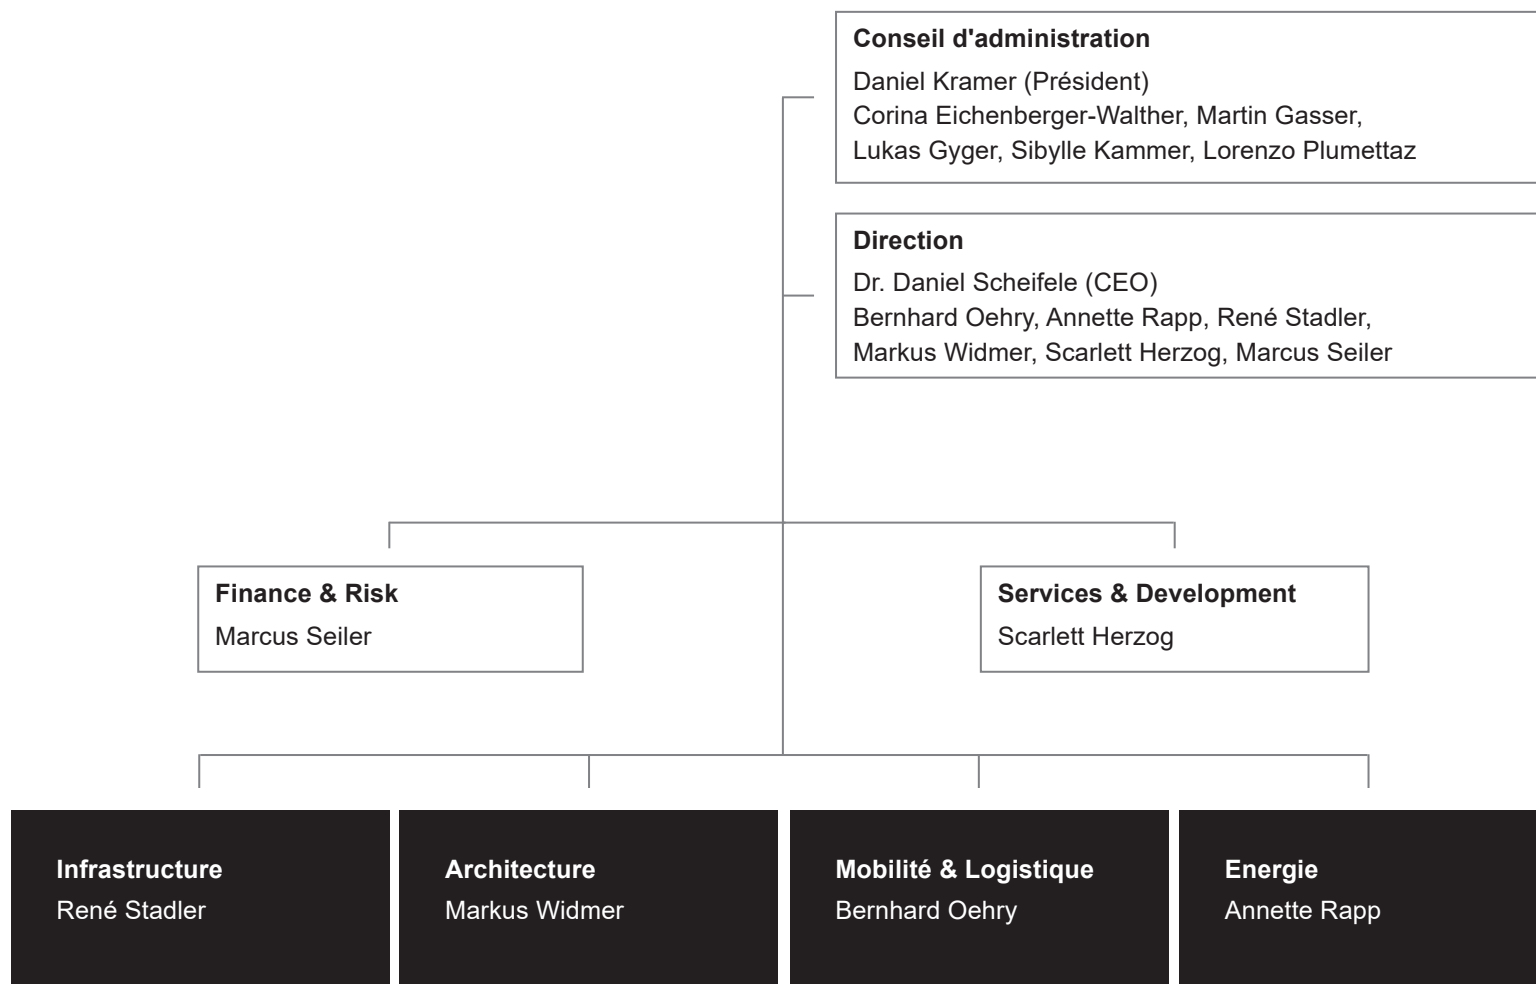 Conseil d'administration
Daniel Kramer (Président)
Corina Eichenberger-Walther, Martin Gasser,
Lukas Gyger, Sibylle Kammer, Lorenzo Plumettaz
Direction
Dr. Daniel Scheifele (CEO)
Bernhard Oehry, Annette Rapp, René Stadler,
Markus Widmer, Scarlett Herzog, Marcus Seiler
Finance & Risk
Marcus Seiler
Services & Development
Scarlett Herzog
Infrastructure
René Stadler
Architecture
Markus Widmer
Mobilité & Logistique
Bernhard Oehry
Energie
Annette Rapp